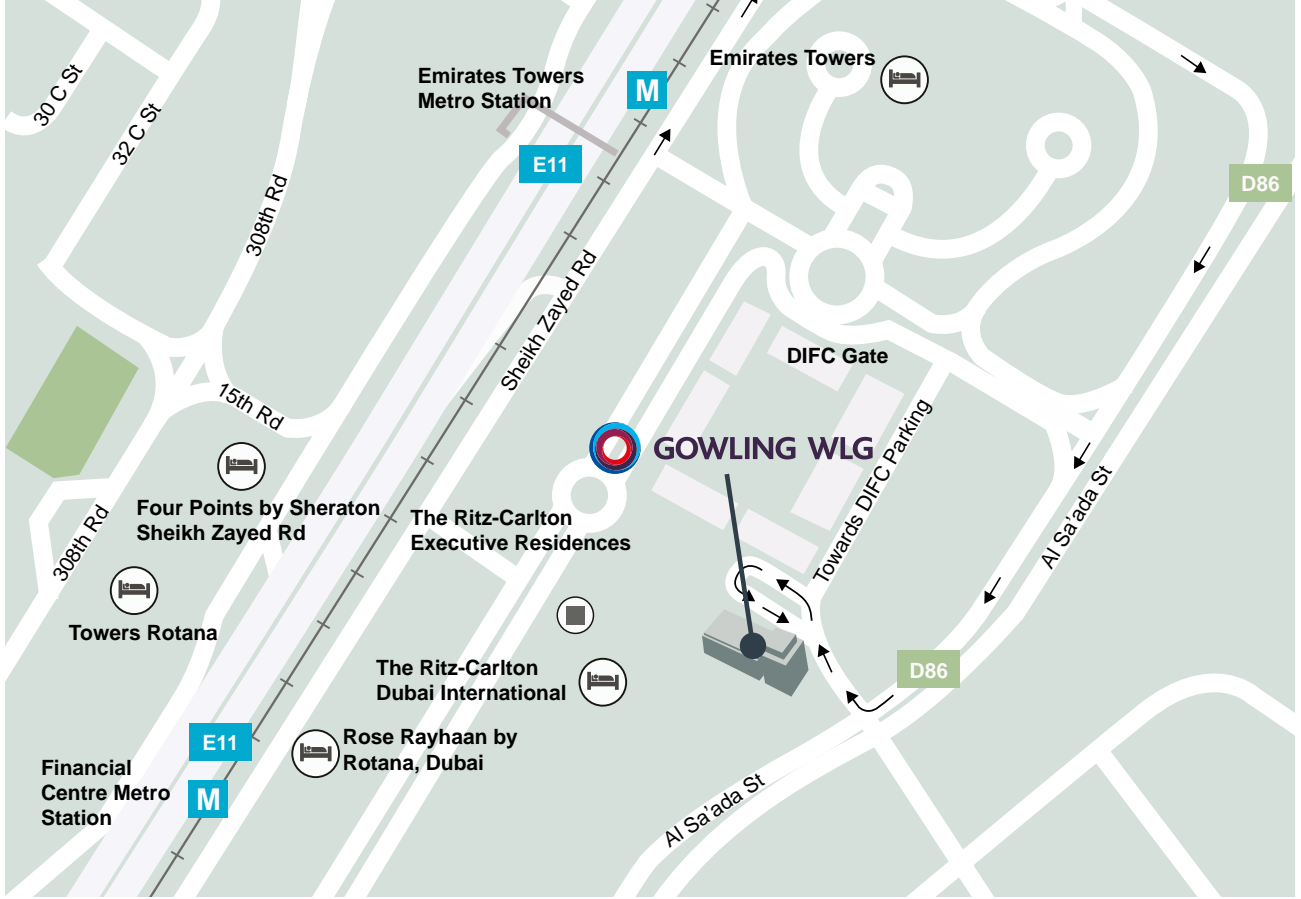 Emirates Towers
Metro Station
M
Emirates Towers
30 C St
32 C St
E11
D86
308th Rd
Sheikh Zayed Rd
DIFC Gate
15th Rd
GOWLING WLG
Towards DIFC Parking
Four Points by Sheraton
Sheikh Zayed Rd
The Ritz-Carlton
Executive Residences
Al Sa'ada St
308th Rd
Towers Rotana
The Ritz-Carlton
Dubai International
D86
E11
Rose Rayhaan by
Rotana, Dubai
Financial
Centre Metro
Station
M
Al Sa'ada St